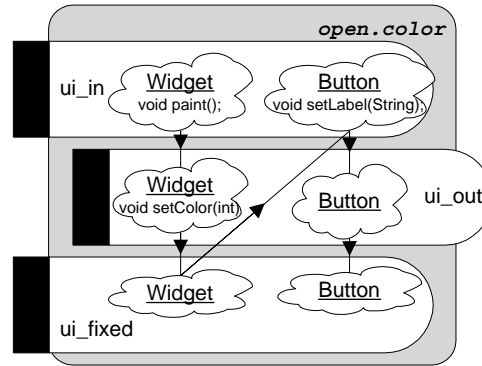 open.color
ui_in
Widget
void paint();
Button
void setLabel(String);
Widget
void setColor(int)
Button
ui_out
Widget
Button
ui_fixed